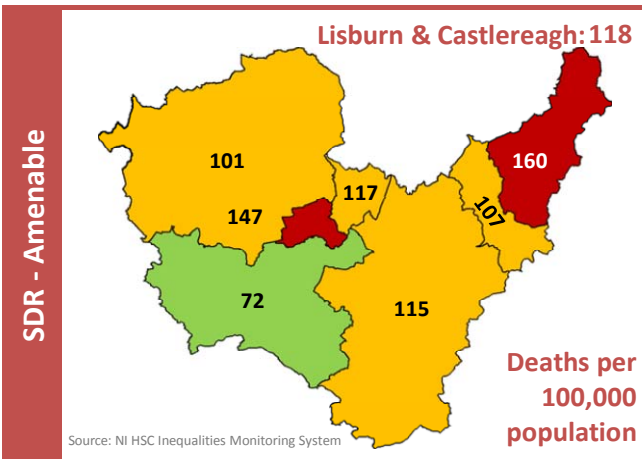 Lisburn & Castlereagh: 118
SDR - Amenable
101
160
117
147
107
72
115
Deaths per
100,000
population
Source: NI HSC Inequalities Monitoring System